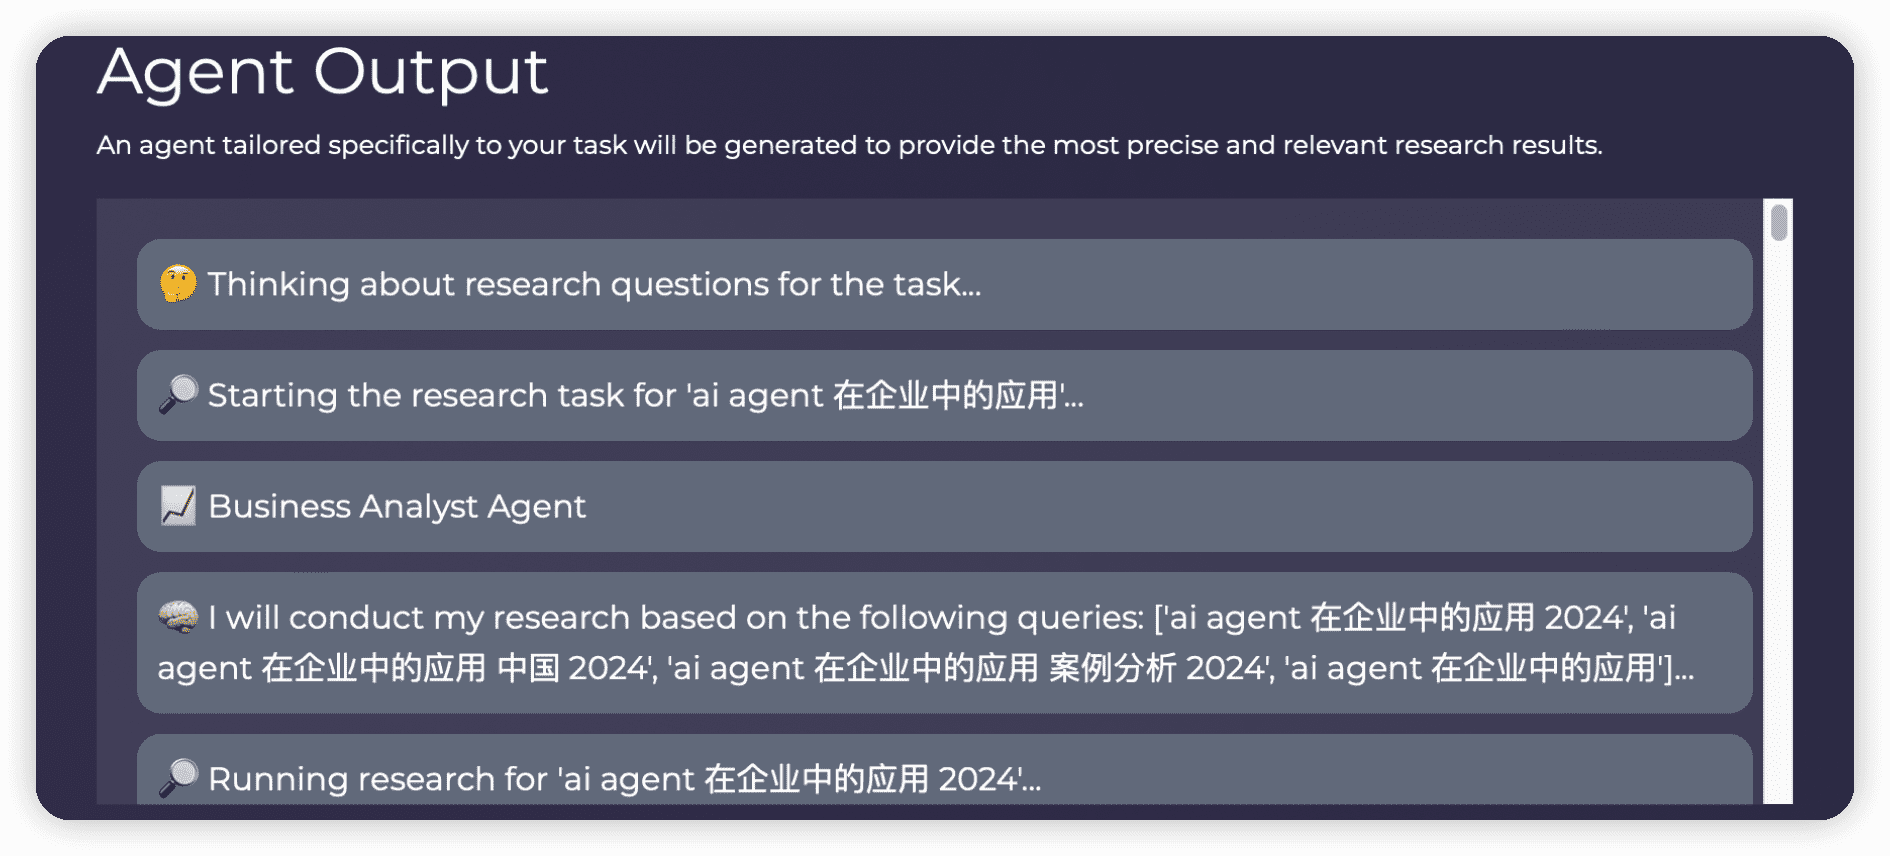 Agent Output
An agent tailored specifically to your task will be generated to provide the most precise and relevant research results.
🤔 Thinking about research questions for the task...
🔎 Starting the research task for 'ai agent 在企业中的应用'...
📈 Business Analyst Agent
🧠 I will conduct my research based on the following queries: ['ai agent 在企业中的应用 2024', 'ai
agent 在企业中的应用 中国 2024', 'ai agent 在企业中的应用 案例分析 2024', 'ai agent 在企业中的应用']...
🔎 Running research for 'ai agent 在企业中的应用 2024'...